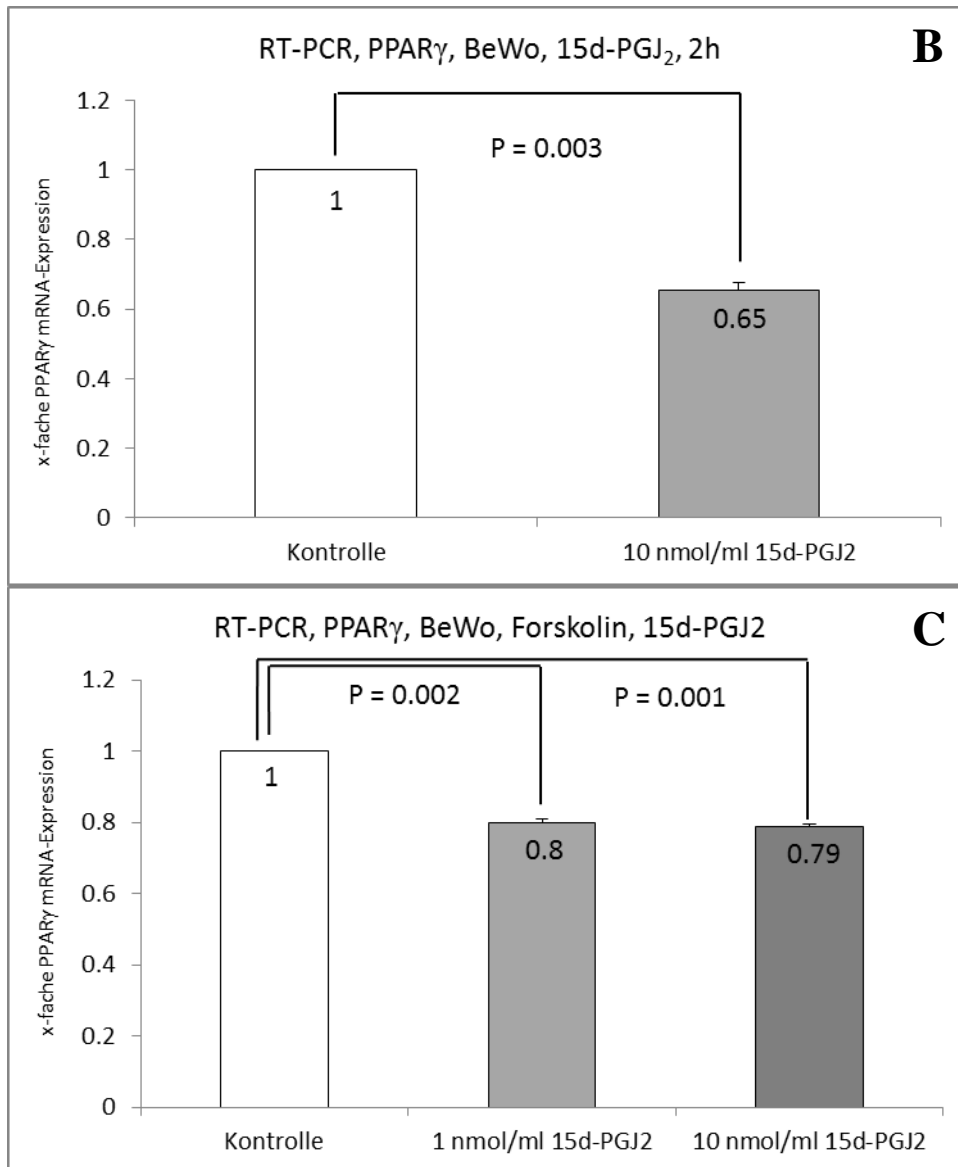 B
RT-PCR, PPARγ, BeWo, 15d-PGJ₂, 2h
x-fache PPARγ mRNA-Expression
1.2
1
0.8
0.6
0.4
0.2
0
P = 0.003
1
0.65
Kontrolle 10 nmol/ml 15d-PGJ2
C
RT-PCR, PPARγ, BeWo, Forskolin, 15d-PGJ2
x-fache PPARγ mRNA-Expression
1.2
1
0.8
0.6
0.4
0.2
0
P = 0.002 P = 0.001
1
0.8
0.79
Kontrolle 1 nmol/ml 15d-PGJ2 10 nmol/ml 15d-PGJ2